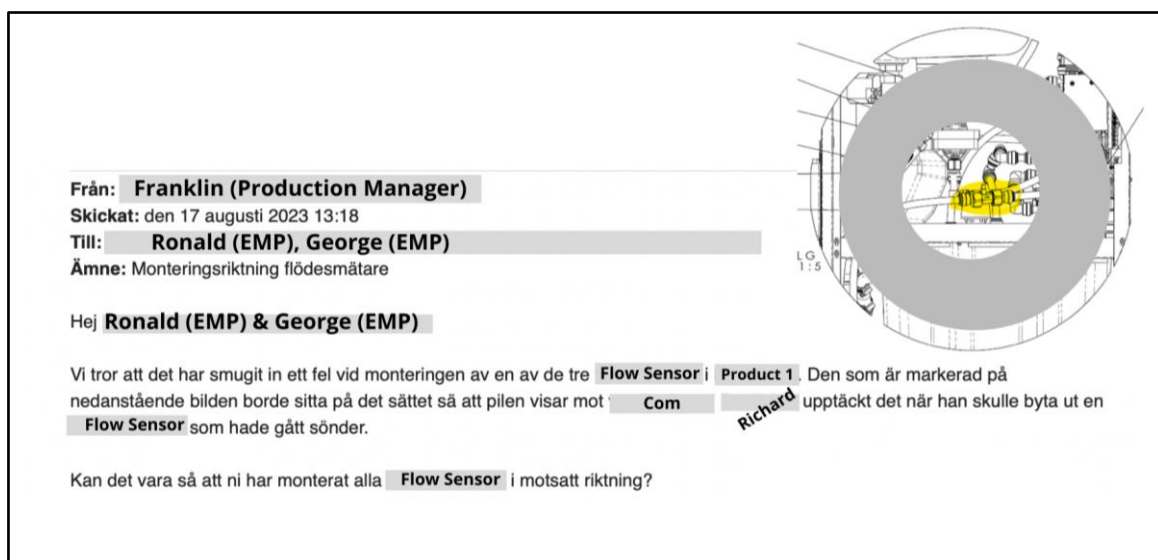 Från: Franklin (Production Manager)
Skickat: den 17 augusti 2023 13:18
Till: Ronald (EMP), George (EMP)
Ämne: Monteringsriktning flödesmätare
LG
1:5
Hej Ronald (EMP) & George (EMP)
Vi tror att det har smugit in ett fel vid monteringen av en av de tre Flow Sensor i Product 1. Den som är markerad på
nedanstående bilden borde sitta på det sättet så att pilen visar mot Com Richard upptäckt det när han skulle byta ut en
Flow Sensor som hade gått sönder.
Kan det vara så att ni har monterat alla Flow Sensor i motsatt riktning?